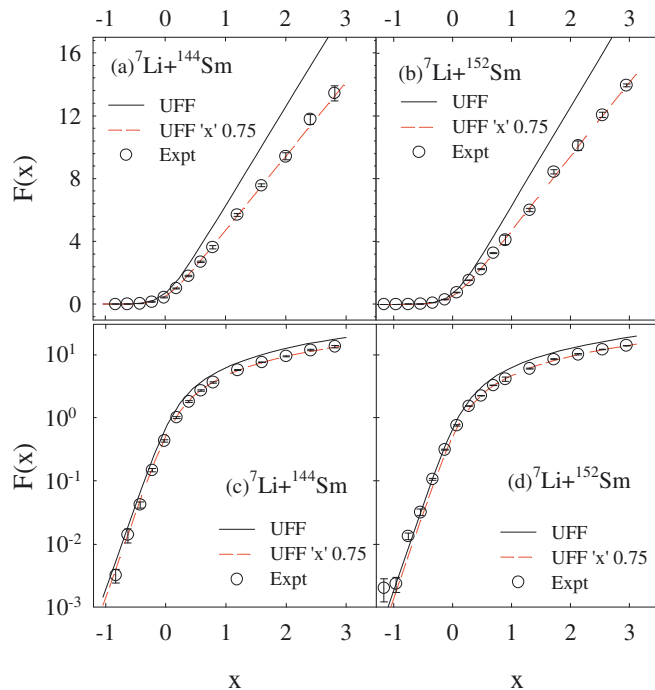 -1 0 1 2 3 -1 0 1 2 3
16
12
8
4
0
F(x)
(a) ⁷Li+¹⁴⁴Sm
UFF
UFF 'x' 0.75
Expt
(b) ⁷Li+¹⁵²Sm
UFF
UFF 'x' 0.75
Expt
10¹
10⁰
10⁻¹
10⁻²
10⁻³
F(x)
(c) ⁷Li+¹⁴⁴Sm
UFF
UFF 'x' 0.75
Expt
(d) ⁷Li+¹⁵²Sm
UFF
UFF 'x' 0.75
Expt
-1 0 1 2 3 -1 0 1 2 3
x x